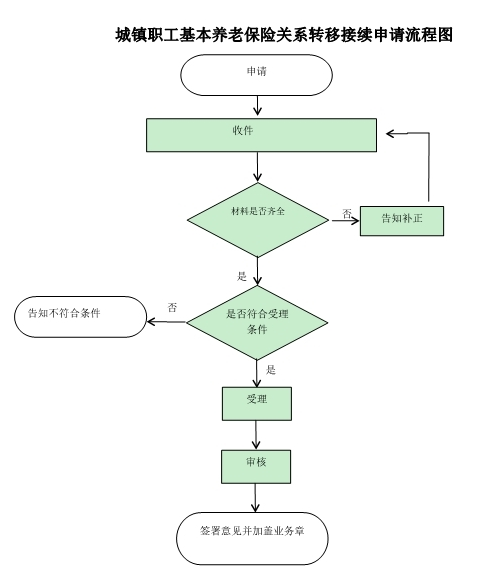 城镇职工基本养老保险关系转移接续申请流程图
申请
收件
材料是否齐全
否
告知补正
是
是否符合受理
条件
否
告知不符合条件
是
受理
审核
签署意见并加盖业务章